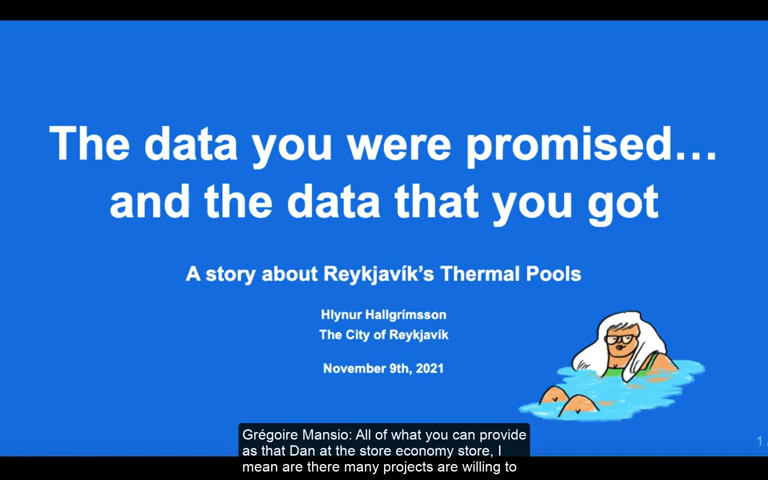 The data you were promised…
and the data that you got
A story about Reykjavík's Thermal Pools
Hlynur Hallgrímsson
The City of Reykjavík
November 9th, 2021
1 /
Grégoire Mansio: All of what you can provide
as that Dan at the store economy store, I
mean are there many projects are willing to